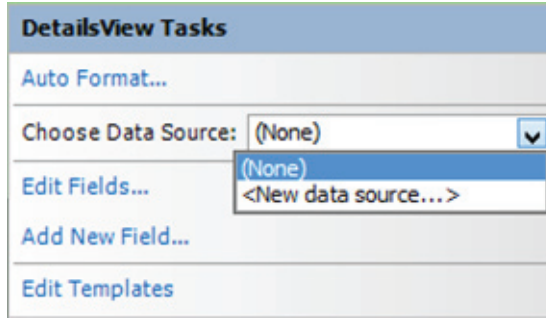 DetailsView Tasks
Auto Format...
Choose Data Source: (None)
(None)
<New data source...>
Edit Fields...
Add New Field...
Edit Templates